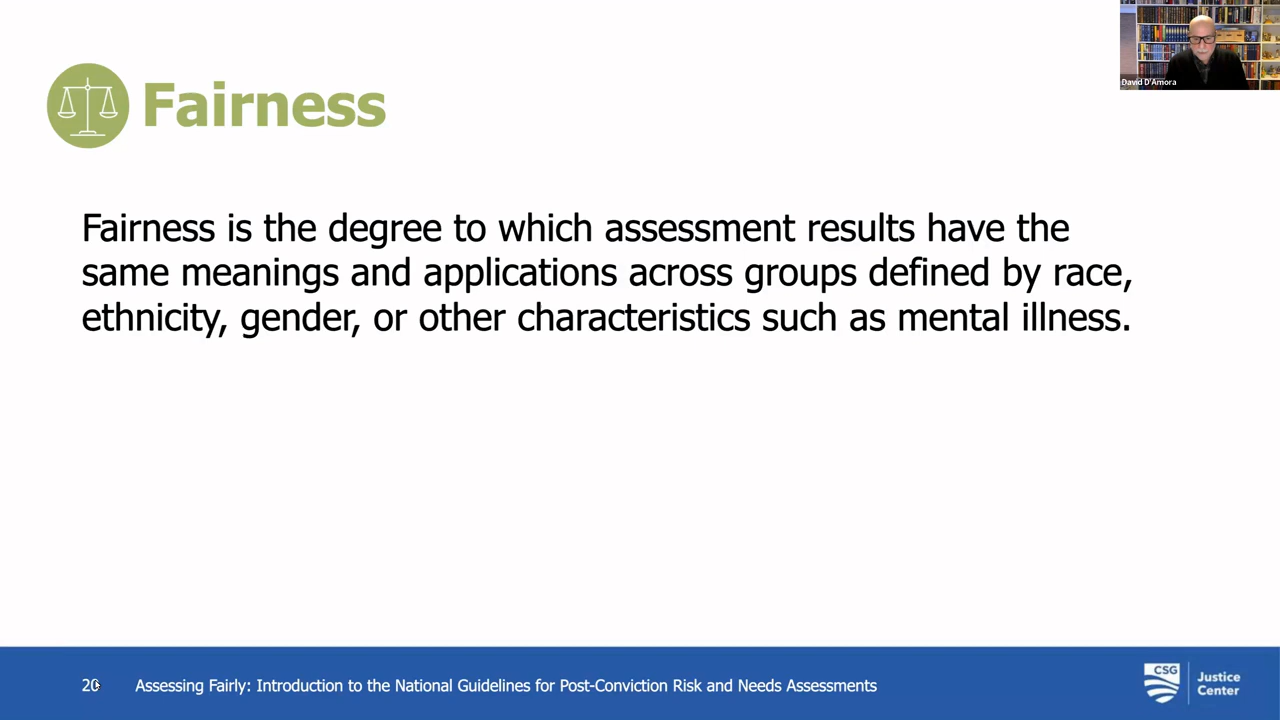 David D'Amora
Fairness
Fairness is the degree to which assessment results have the
same meanings and applications across groups defined by race,
ethnicity, gender, or other characteristics such as mental illness.
20
Assessing Fairly: Introduction to the National Guidelines for Post-Conviction Risk and Needs Assessments
CSG
Justice
Center